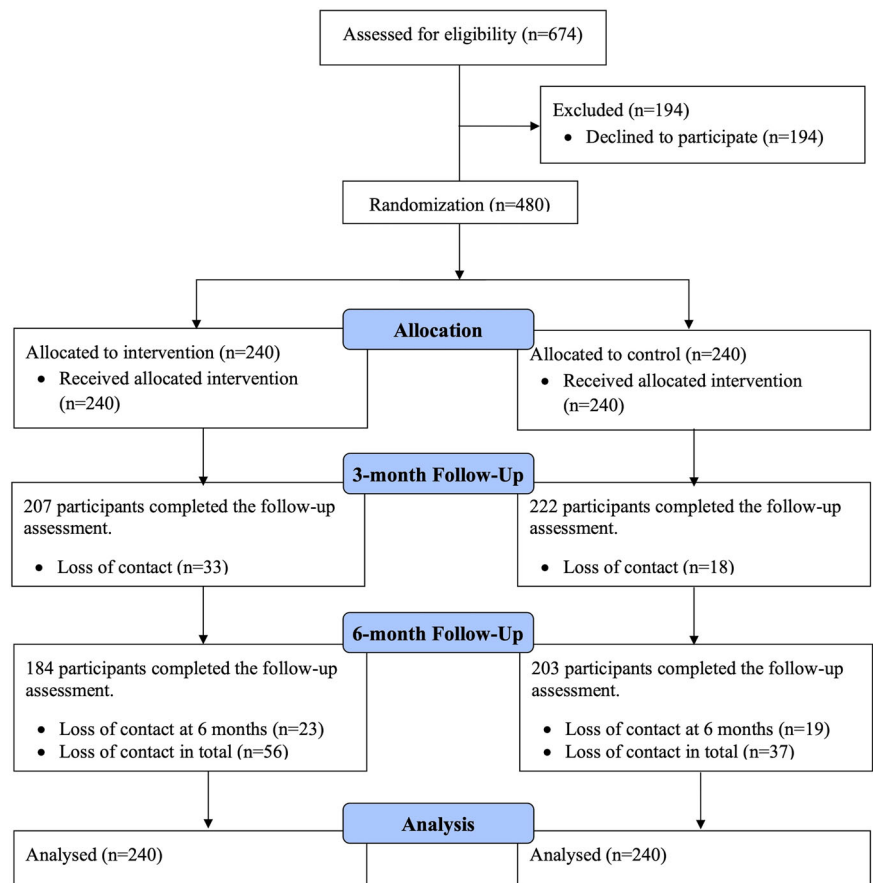 Assessed for eligibility (n=674)
Excluded (n=194)
• Declined to participate (n=194)
Randomization (n=480)
Allocation
Allocated to intervention (n=240)
• Received allocated intervention
(n=240)
Allocated to control (n=240)
• Received allocated intervention
(n=240)
3-month Follow-Up
207 participants completed the follow-up
assessment.
• Loss of contact (n=33)
222 participants completed the follow-up
assessment.
• Loss of contact (n=18)
6-month Follow-Up
184 participants completed the follow-up
assessment.
• Loss of contact at 6 months (n=23)
• Loss of contact in total (n=56)
203 participants completed the follow-up
assessment.
• Loss of contact at 6 months (n=19)
• Loss of contact in total (n=37)
Analysis
Analysed (n=240)
Analysed (n=240)